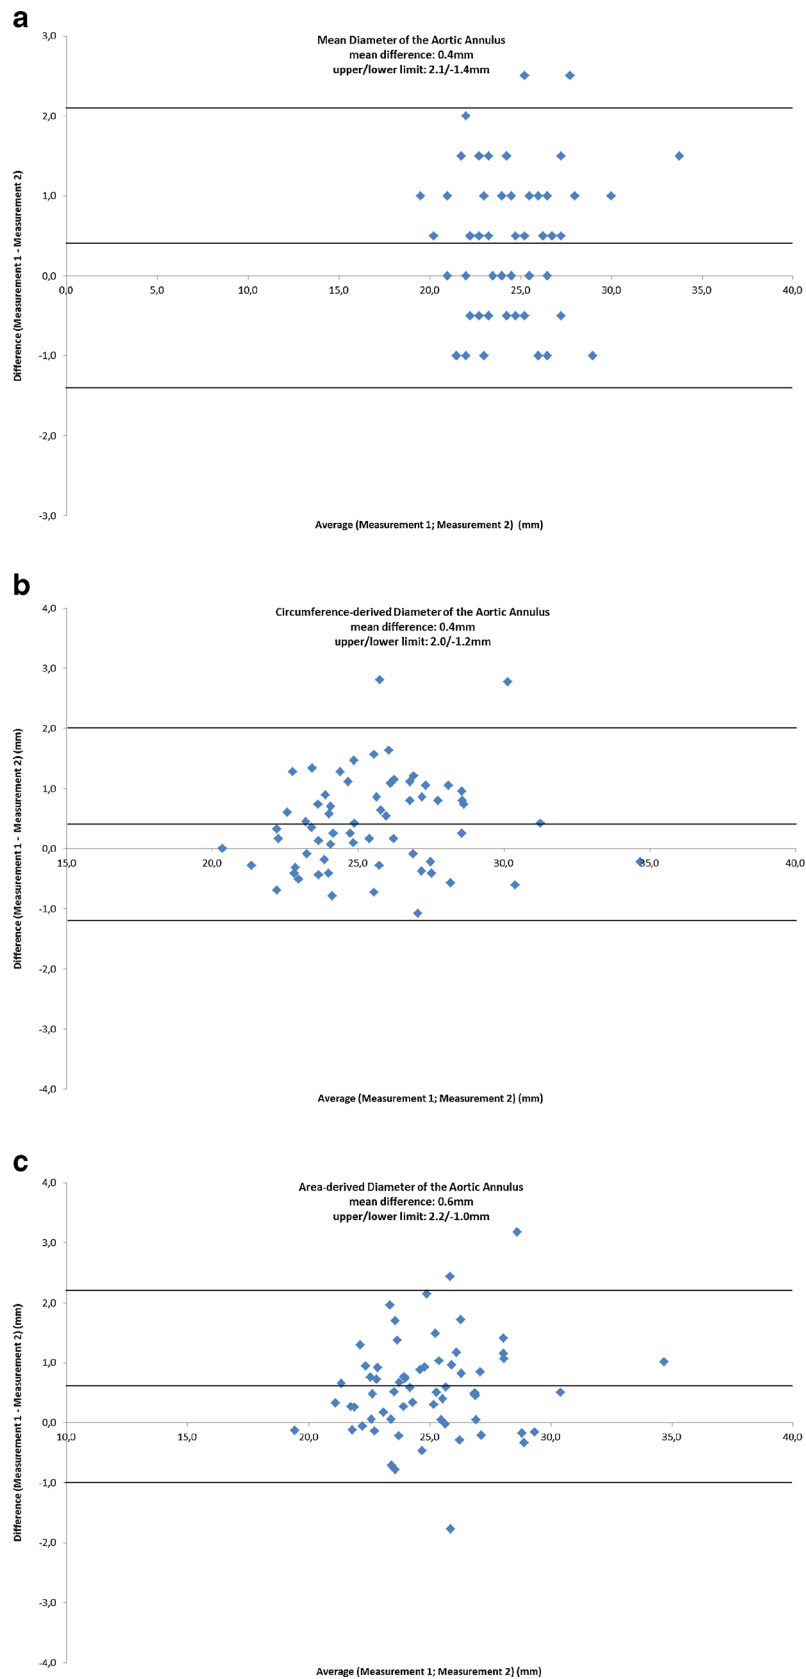 a
Mean Diameter of the Aortic Annulus
mean difference: 0.4mm
upper/lower limit: 2.1/-1.4mm
Difference (Measurement 1 - Measurement 2)
3,0
2,0
1,0
0,0
-1,0
-2,0
-3,0
0,0 5,0 10,0 15,0 20,0 25,0 30,0 35,0 40,0
Average (Measurement 1; Measurement 2) (mm)
b
Circumference-derived Diameter of the Aortic Annulus
mean difference: 0.4mm
upper/lower limit: 2.0/-1.2mm
Difference (Measurement 1 - Measurement 2) (mm)
4,0
3,0
2,0
1,0
0,0
-1,0
-2,0
-3,0
-4,0
15,0 20,0 25,0 30,0 35,0 40,0
Average (Measurement 1; Measurement 2) (mm)
c
Area-derived Diameter of the Aortic Annulus
mean difference: 0.6mm
upper/lower limit: 2.2/-1.0mm
Difference (Measurement 1 - Measurement 2) (mm)
4,0
3,0
2,0
1,0
0,0
-1,0
-2,0
-3,0
-4,0
10,0 15,0 20,0 25,0 30,0 35,0 40,0
Average (Measurement 1; Measurement 2) (mm)